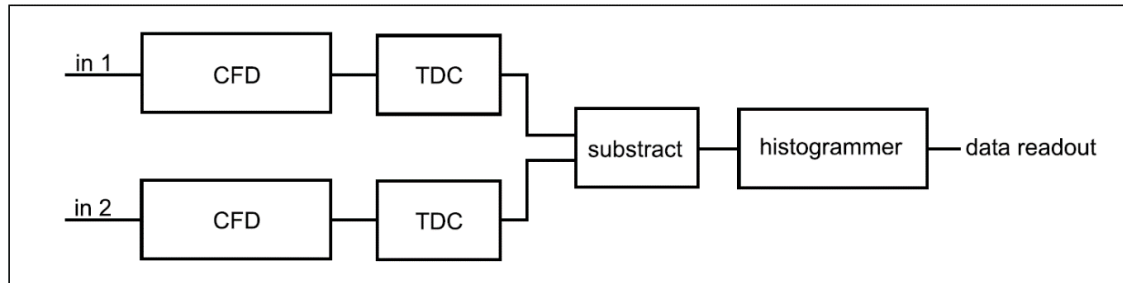 in 1
CFD
TDC
substract
histogrammer
data readout
in 2
CFD
TDC